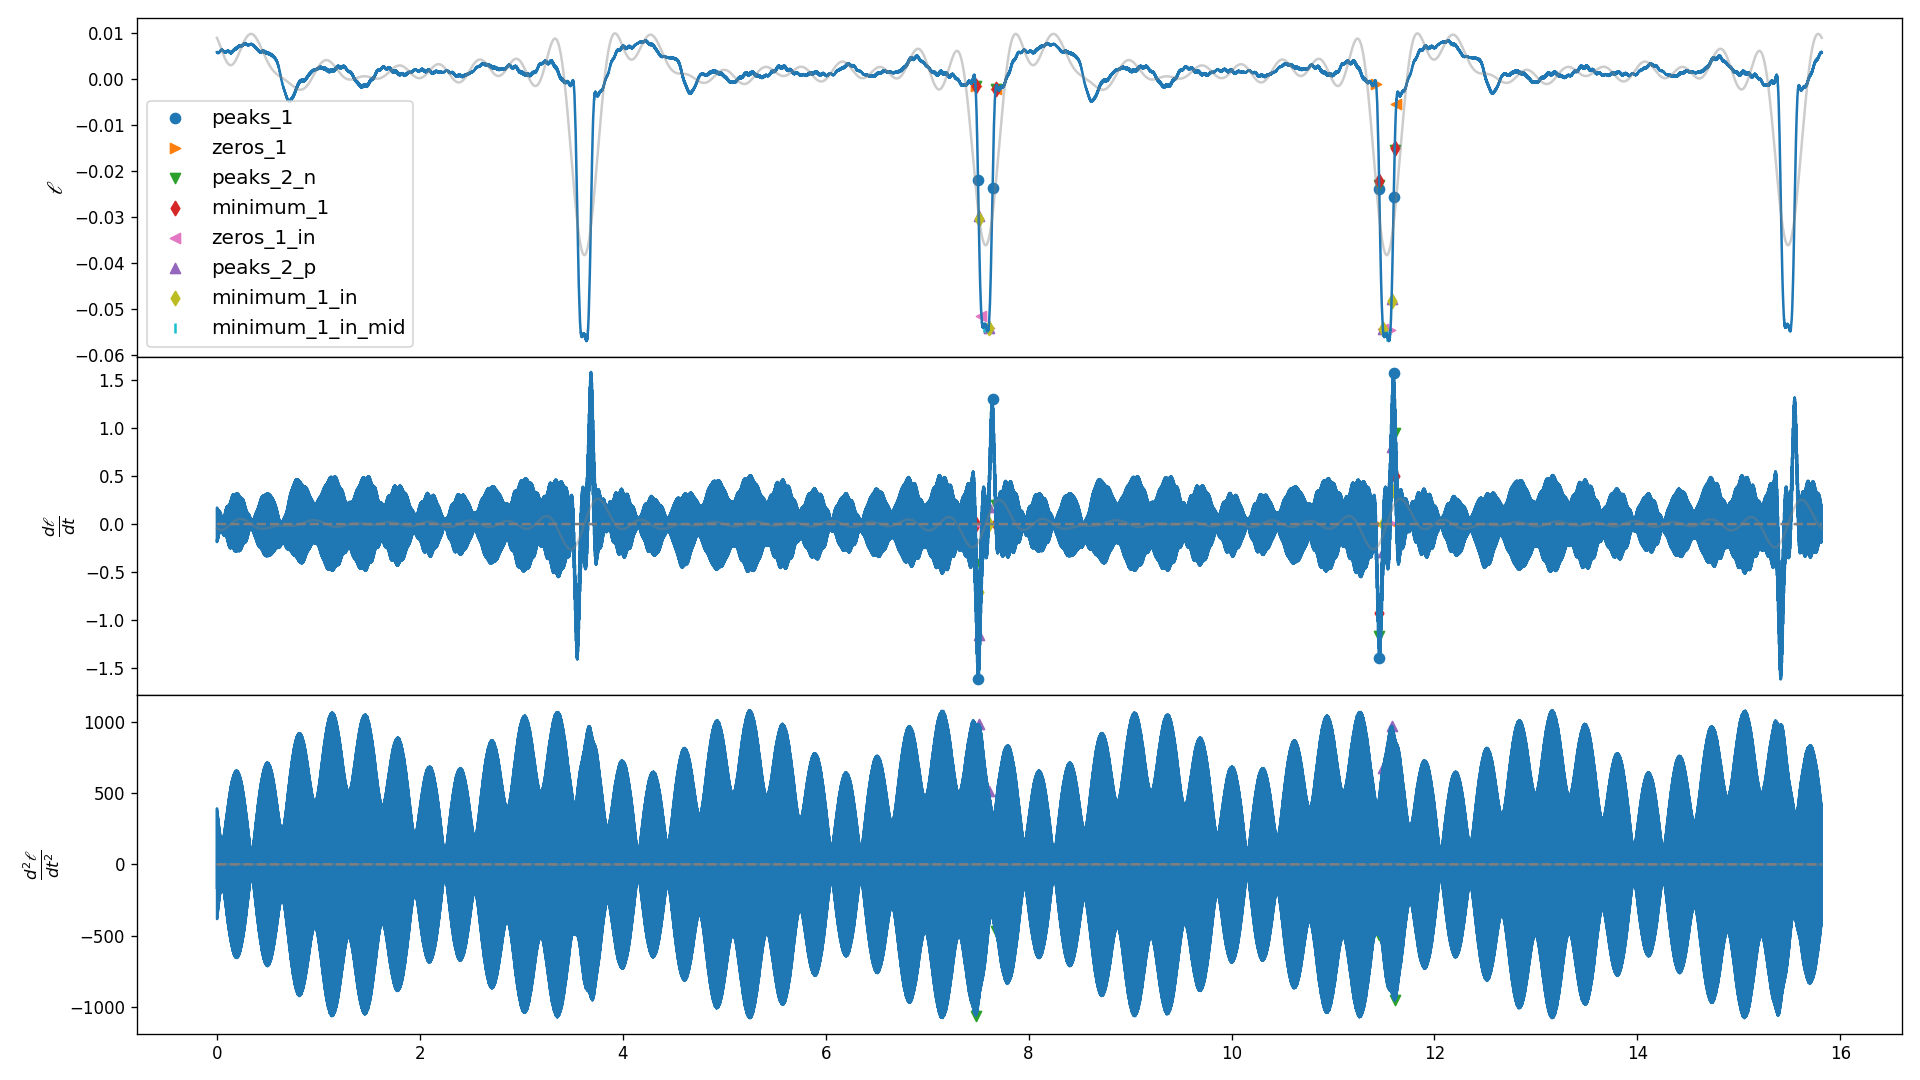 0.01
0.00
−0.01
−0.02
−0.03
−0.04
−0.05
−0.06
ℓ
peaks_1
zeros_1
peaks_2_n
minimum_1
zeros_1_in
peaks_2_p
minimum_1_in
minimum_1_in_mid
1.5
1.0
0.5
0.0
−0.5
−1.0
−1.5
dℓ
dt
1000
500
0
−500
−1000
d²ℓ
dt²
0 2 4 6 8 10 12 14 16